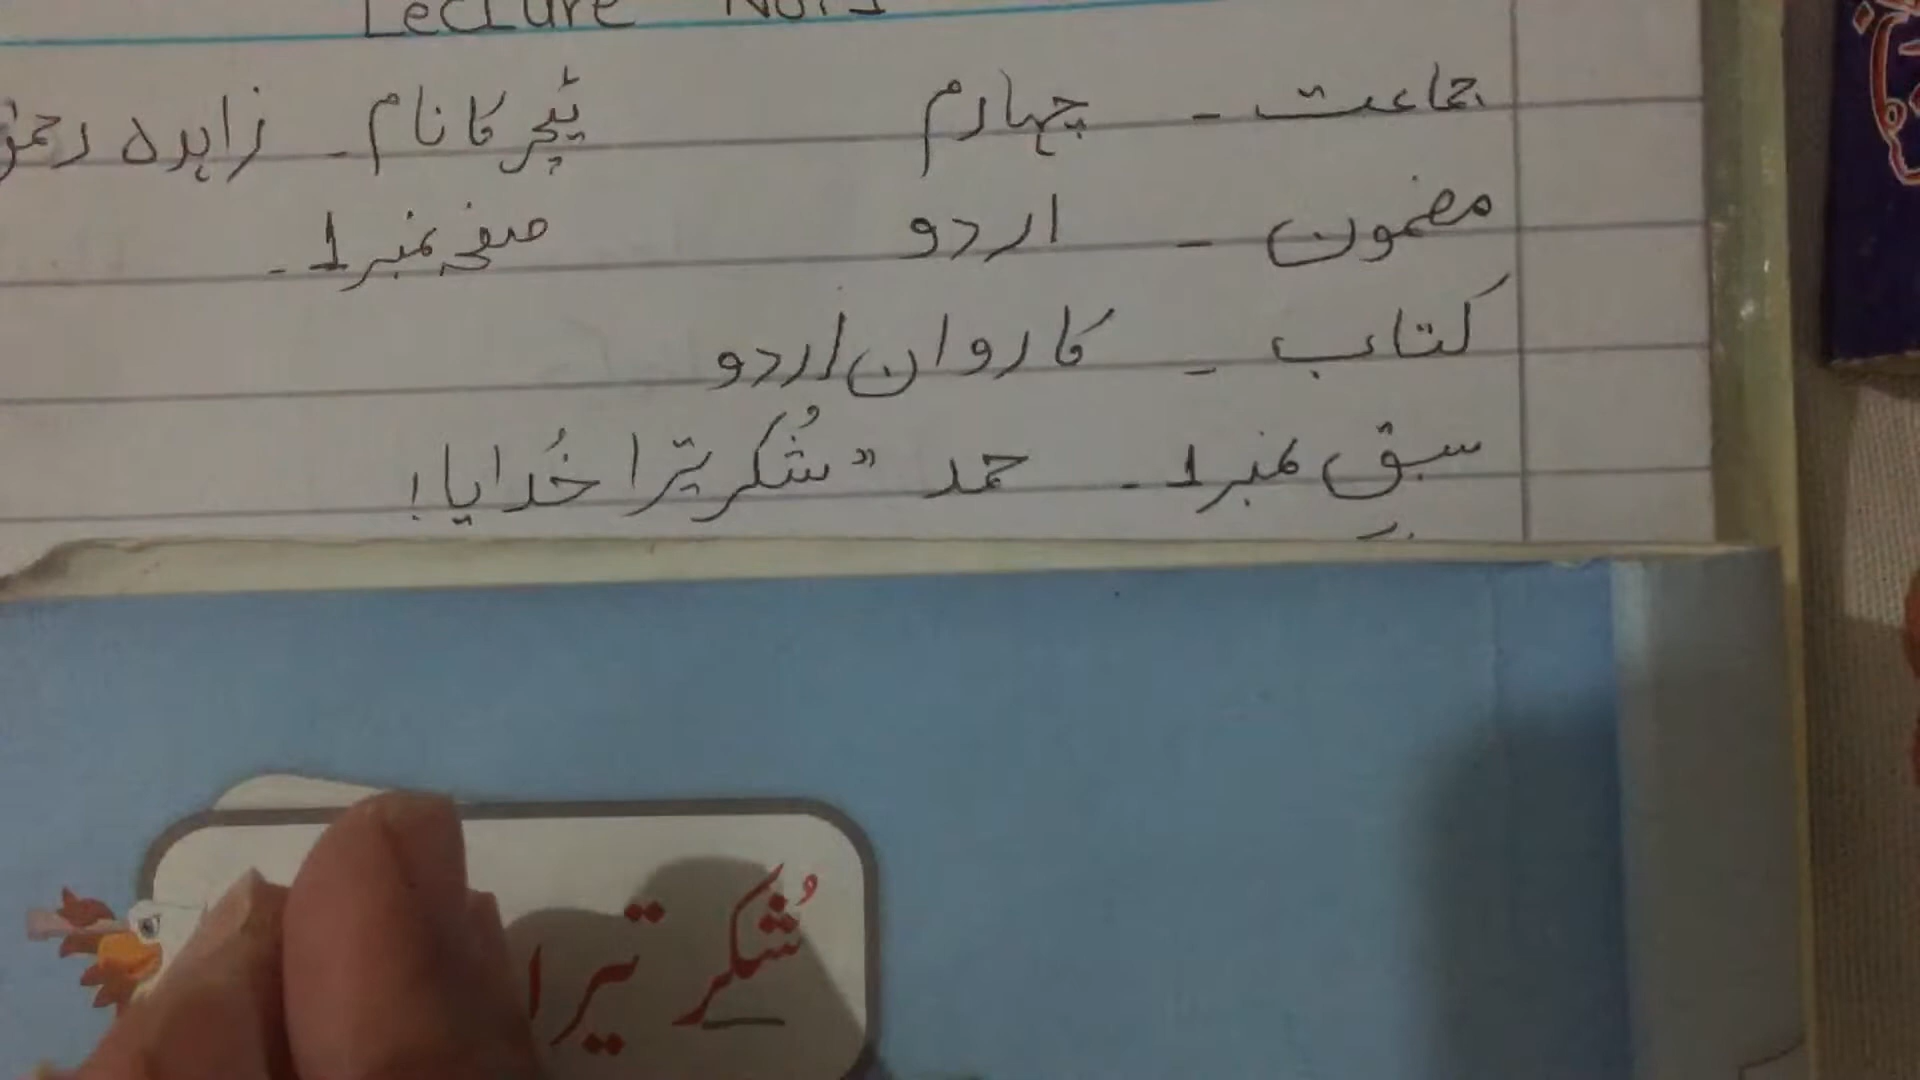 Lecture No. 1
جماعت - چہارم ٹیچر کا نام - زاہدہ
مضمون - اردو صفحہ نمبر 1 -
کتاب - کاروان اردو
سبق نمبر 1 - حمد " شُکر تیرا خُدایا !
شُکر تیرا